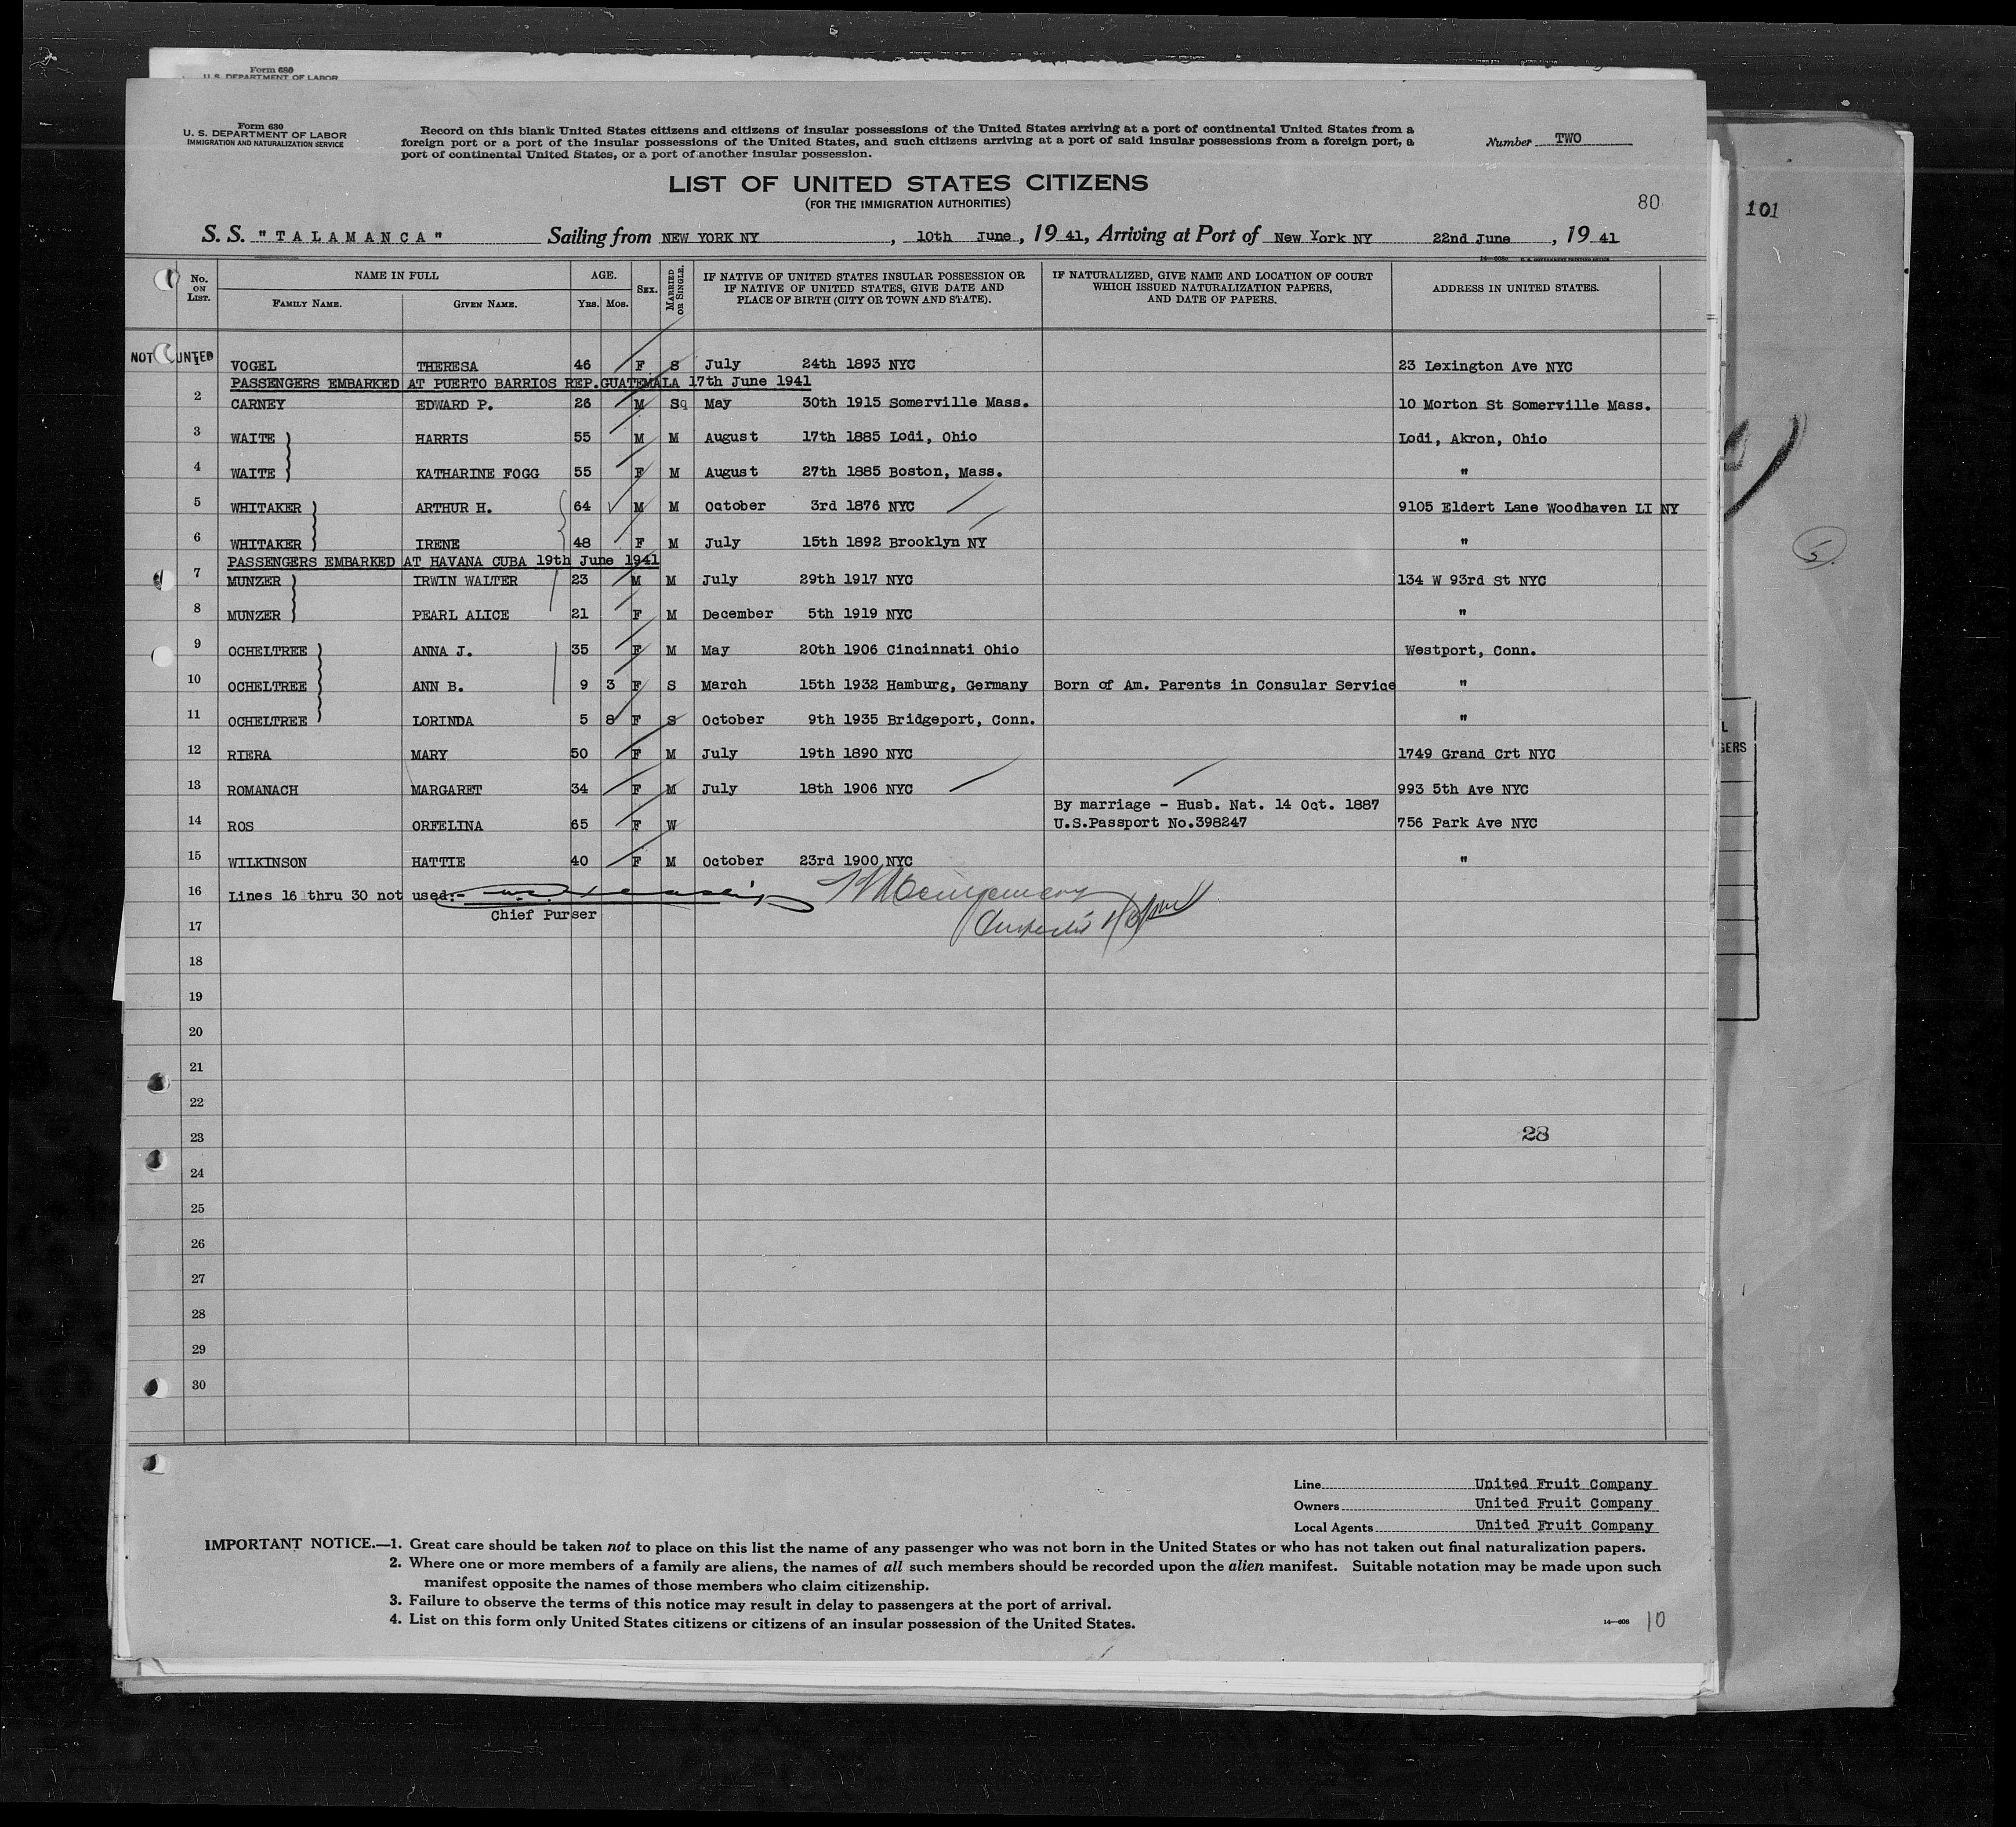 Form 680
U. S. DEPARTMENT OF LABOR
Form 630
U. S. DEPARTMENT OF LABOR
IMMIGRATION AND NATURALIZATION SERVICE
Record on this blank United States citizens and citizens of insular possessions of the United States arriving at a port of continental United States from a
foreign port or a port of the insular possessions of the United States, and such citizens arriving at a port of said insular possessions from a foreign port, a
port of continental United States, or a port of another insular possession.
Number TWO
LIST OF UNITED STATES CITIZENS
(FOR THE IMMIGRATION AUTHORITIES)
80
101
S. S. "TALAMANCA" Sailing from NEW YORK NY , 10th June , 19 41, Arriving at Port of New York NY 22nd June , 19 41
No. ON LIST. NAME IN FULL FAMILY NAME. GIVEN NAME. AGE. YRS. MOS. SEX. MARRIED OR SINGLE. IF NATIVE OF UNITED STATES INSULAR POSSESSION OR IF NATIVE OF UNITED STATES, GIVE DATE AND PLACE OF BIRTH (CITY OR TOWN AND STATE). IF NATURALIZED, GIVE NAME AND LOCATION OF COURT WHICH ISSUED NATURALIZATION PAPERS, AND DATE OF PAPERS. ADDRESS IN UNITED STATES.
NOT UNTED
1 VOGEL THERESA 46 F S July 24th 1893 NYC 23 Lexington Ave NYC
PASSENGERS EMBARKED AT PUERTO BARRIOS REP.GUATEMALA 17th June 1941
2 CARNEY EDWARD P. 26 M S May 30th 1915 Somerville Mass. 10 Morton St Somerville Mass.
3 WAITE HARRIS 55 M M August 17th 1885 Lodi, Ohio Lodi, Akron, Ohio
4 WAITE KATHARINE FOGG 55 F M August 27th 1885 Boston, Mass. "
5 WHITAKER ARTHUR H. 64 M M October 3rd 1876 NYC 9105 Eldert Lane Woodhaven LI NY
6 WHITAKER IRENE 48 F M July 15th 1892 Brooklyn NY "
PASSENGERS EMBARKED AT HAVANA CUBA 19th June 1941
7 MUNZER IRWIN WALTER 23 M M July 29th 1917 NYC 134 W 93rd St NYC
8 MUNZER PEARL ALICE 21 F M December 5th 1919 NYC "
9 OCHELTREE ANNA J. 35 F M May 20th 1906 Cincinnati Ohio Westport, Conn.
10 OCHELTREE ANN B. 9 3 F S March 15th 1932 Hamburg, Germany Born of Am. Parents in Consular Service "
11 OCHELTREE LORINDA 5 8 F S October 9th 1935 Bridgeport, Conn. "
12 RIERA MARY 50 F M July 19th 1890 NYC 1749 Grand Crt NYC
13 ROMANACH MARGARET 34 F M July 18th 1906 NYC 993 5th Ave NYC
By marriage - Husb. Nat. 14 Oct. 1887
14 ROS ORFELINA 65 F W U.S.Passport No.398247 756 Park Ave NYC
15 WILKINSON HATTIE 40 F M October 23rd 1900 NYC "
16 Lines 16 thru 30 not used:-
Chief Purser
17
18
19
20
21
22
23 28
24
25
26
27
28
29
30
Line United Fruit Company
Owners United Fruit Company
Local Agents United Fruit Company
IMPORTANT NOTICE.—1. Great care should be taken not to place on this list the name of any passenger who was not born in the United States or who has not taken out final naturalization papers.
2. Where one or more members of a family are aliens, the names of all such members should be recorded upon the alien manifest. Suitable notation may be made upon such
manifest opposite the names of those members who claim citizenship.
3. Failure to observe the terms of this notice may result in delay to passengers at the port of arrival.
4. List on this form only United States citizens or citizens of an insular possession of the United States.
14—608 10